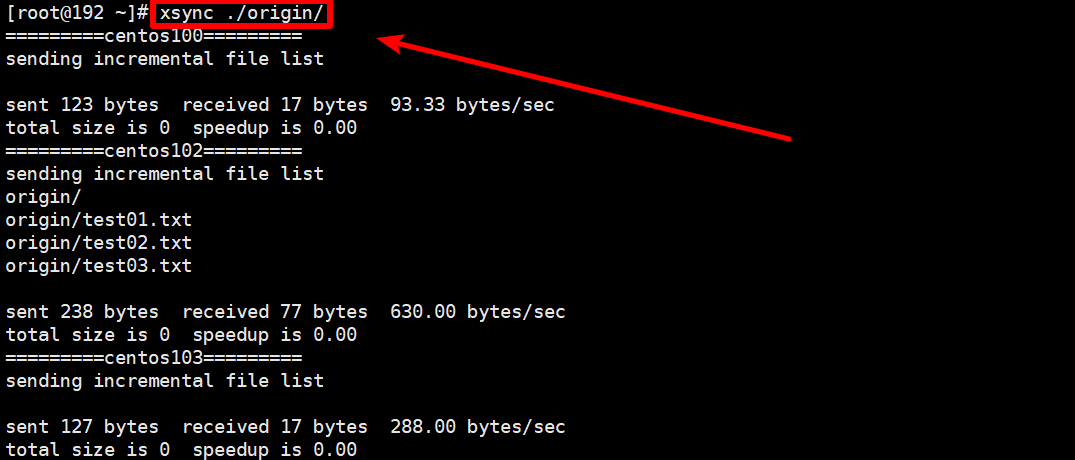 [root@192 ~]# xsync ./origin/
=========centos100=========
sending incremental file list
sent 123 bytes  received 17 bytes  93.33 bytes/sec
total size is 0  speedup is 0.00
=========centos102=========
sending incremental file list
origin/
origin/test01.txt
origin/test02.txt
origin/test03.txt
sent 238 bytes  received 77 bytes  630.00 bytes/sec
total size is 0  speedup is 0.00
=========centos103=========
sending incremental file list
sent 127 bytes  received 17 bytes  288.00 bytes/sec
total size is 0  speedup is 0.00